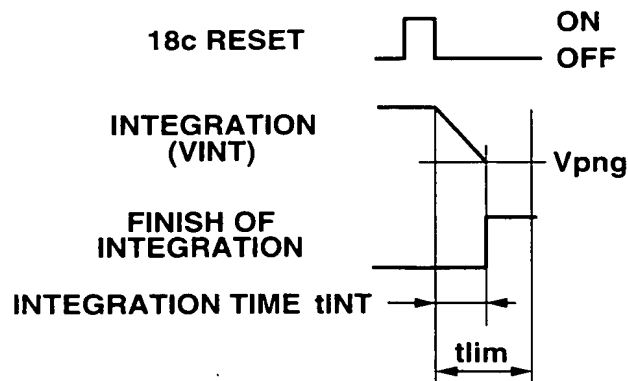 18c RESET
ON
OFF
INTEGRATION
(VINT)
Vpng
FINISH OF
INTEGRATION
INTEGRATION TIME tINT
tlim